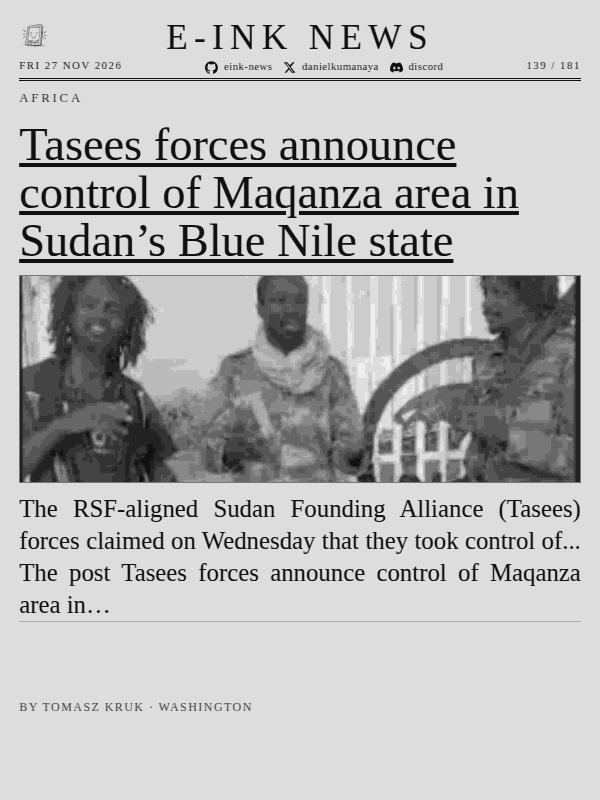 E-INK NEWS
FRI 27 NOV 2026
eink-news danielkumanaya discord
139 / 181
AFRICA
Tasees forces announce
control of Maqanza area in
Sudan’s Blue Nile state
The RSF-aligned Sudan Founding Alliance (Tasees)
forces claimed on Wednesday that they took control of...
The post Tasees forces announce control of Maqanza
area in…
BY TOMASZ KRUK · WASHINGTON